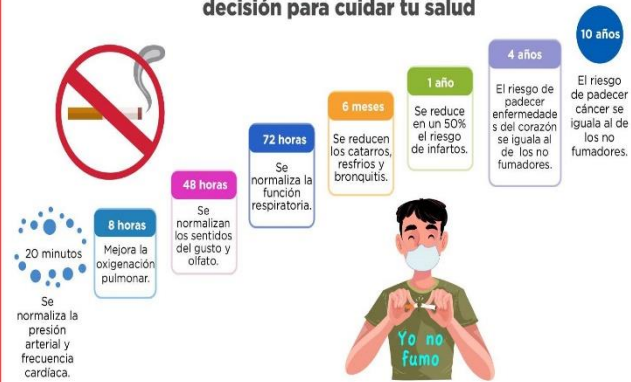 decisión para cuidar tu salud
20 minutos
Se
normaliza la
presión
arterial y
frecuencia
cardíaca.
8 horas
Mejora la
oxigenación
pulmonar.
48 horas
Se
normalizan
los sentidos
del gusto y
olfato.
72 horas
Se
normaliza la
función
respiratoria.
6 meses
Se reducen
los catarros,
resfrios y
bronquitis.
1 año
Se reduce
en un 50%
el riesgo
de infartos.
4 años
El riesgo de
padecer
enfermedade
s del corazón
se iguala al
de los no
fumadores.
10 años
El riesgo
de padecer
cáncer se
iguala al de
los no
fumadores.
Yo no
fumo